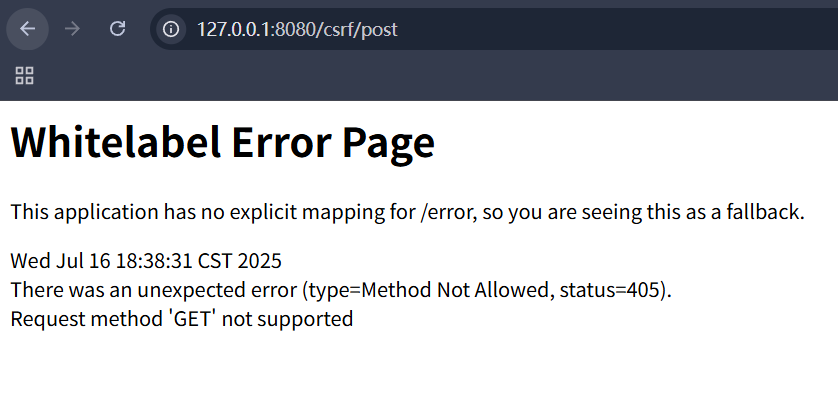 127.0.0.1:8080/csrf/post
Whitelabel Error Page
This application has no explicit mapping for /error, so you are seeing this as a fallback.
Wed Jul 16 18:38:31 CST 2025
There was an unexpected error (type=Method Not Allowed, status=405).
Request method 'GET' not supported